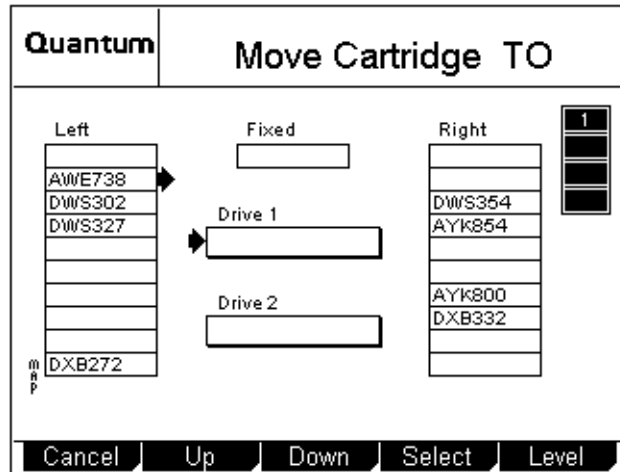 Quantum
Move Cartridge TO
1
Left
Fixed
Right
AWE738
DWS302
DWS327
DXB272
mAP
Drive 1
Drive 2
DWS354
AYK854
AYK800
DXB332
Cancel
Up
Down
Select
Level